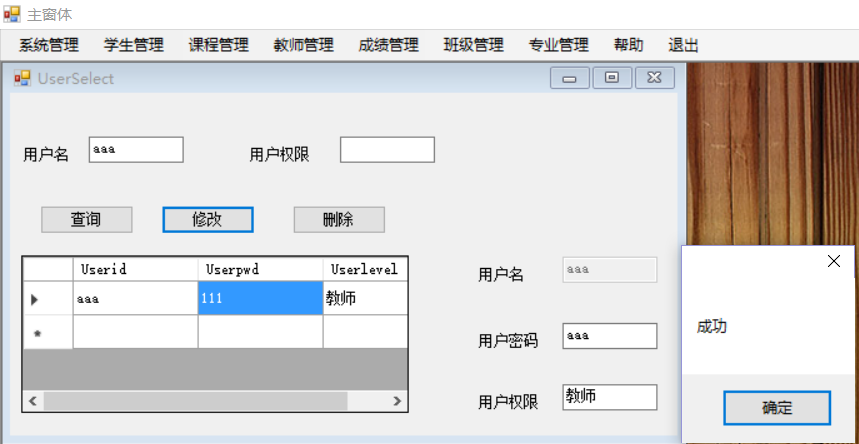 主窗体
系统管理 学生管理 课程管理 教师管理 成绩管理 班级管理 专业管理 帮助 退出
UserSelect
用户名 aaa 用户权限
查询 修改 删除
Userid Userpwd Userlevel
aaa 111 教师
用户名 aaa
用户密码 aaa
用户权限 教师
成功
确定